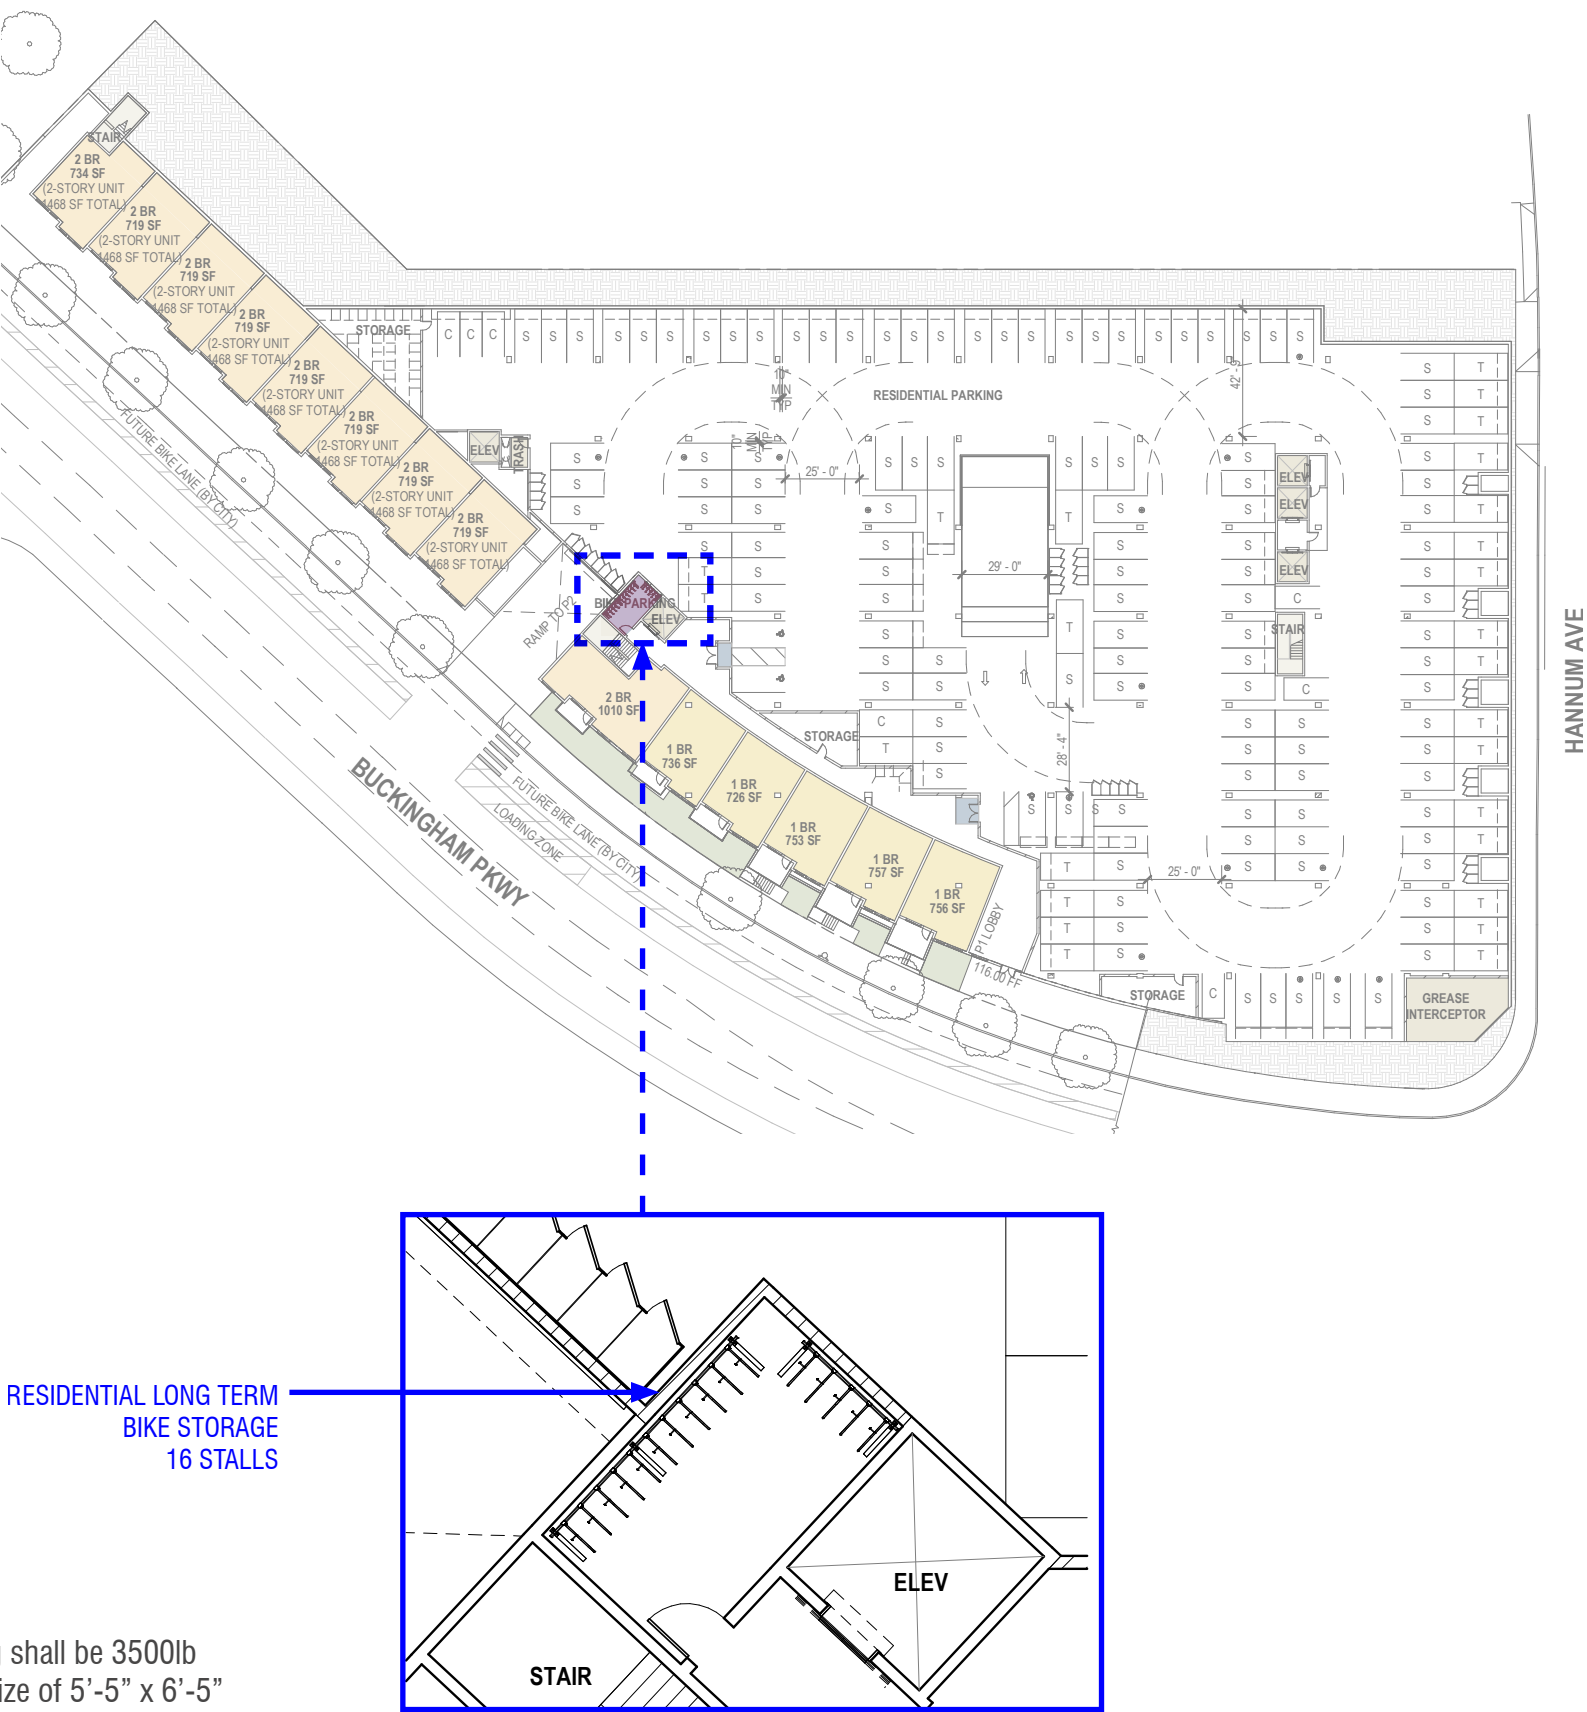 STAIR
2 BR
734 SF
(2-STORY UNIT
1468 SF TOTAL)
2 BR
719 SF
(2-STORY UNIT
1468 SF TOTAL)
2 BR
719 SF
(2-STORY UNIT
1468 SF TOTAL)
2 BR
719 SF
(2-STORY UNIT
1468 SF TOTAL)
2 BR
719 SF
(2-STORY UNIT
1468 SF TOTAL)
2 BR
719 SF
(2-STORY UNIT
1468 SF TOTAL)
2 BR
719 SF
(2-STORY UNIT
1468 SF TOTAL)
2 BR
719 SF
(2-STORY UNIT
1468 SF TOTAL)
STORAGE
C C C S S S S S S S S S S S S S S S S S S S S S S S S S S S S S S
10"
MIN
TYP
RESIDENTIAL PARKING
42' - 9"
10"
MIN
TYP
25' - 0"
ELEV
TRASH
29' - 0"
ELEV
ELEV
ELEV
C
STAIR
C
FUTURE BIKE LANE (BY CITY)
RAMP TO P2
BIKE PARKING
ELEV
2 BR
1010 SF
1 BR
736 SF
1 BR
726 SF
1 BR
753 SF
1 BR
757 SF
1 BR
756 SF
STORAGE
C
T
28' - 4"
25' - 0"
P1 LOBBY
116.00 FF
STORAGE
C S S S S S
GREASE
INTERCEPTOR
HANNUM AVE
BUCKINGHAM PKWY
FUTURE BIKE LANE (BY CITY)
LOADING ZONE
RESIDENTIAL LONG TERM
BIKE STORAGE
16 STALLS
ELEV
STAIR
shall be 3500lb
ize of 5’-5” x 6’-5”